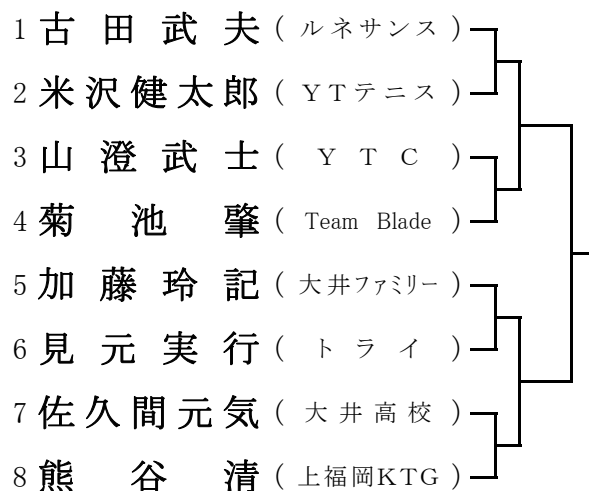 1 古田武夫 (ルネサンス)
2 米沢健太郎 (YTテニス)
3 山澄武士 (YTC)
4 菊池肇 (Team Blade)
5 加藤玲記 (大井ファミリー)
6 見元実行 (トライ)
7 佐久間元気 (大井高校)
8 熊谷清 (上福岡KTG)